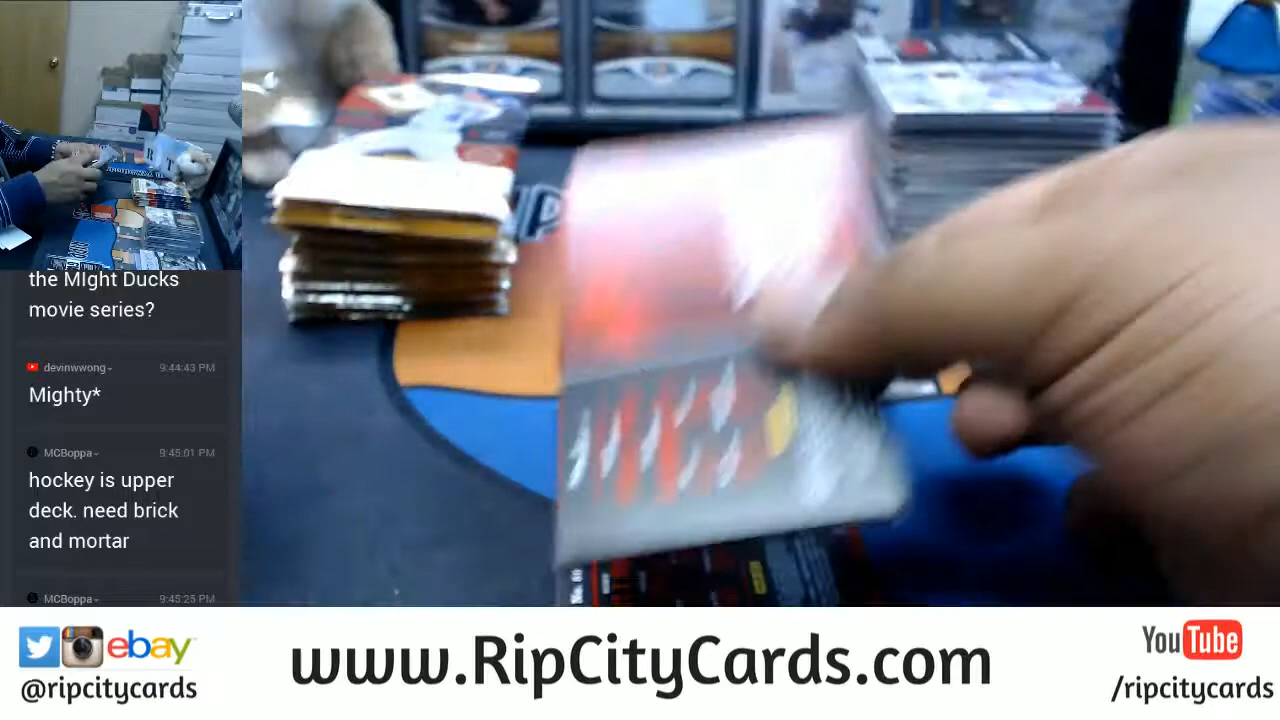 the MIght Ducks
movie series?
devinwwong
9:44:43 PM
Mighty*
MCBoppa
9:45:01 PM
hockey is upper
deck. need brick
and mortar
MCBoppa
9:45:25 PM
ebay
@ripcitycards
www.RipCityCards.com
YouTube
/ripcitycards